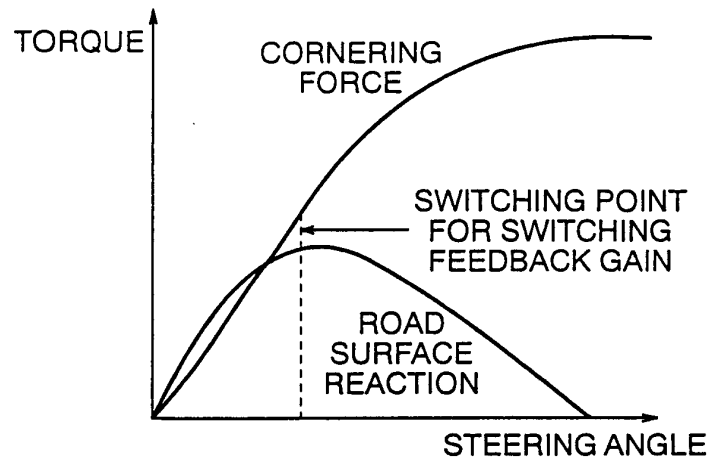 TORQUE
CORNERING
FORCE
SWITCHING POINT
FOR SWITCHING
FEEDBACK GAIN
ROAD
SURFACE
REACTION
STEERING ANGLE